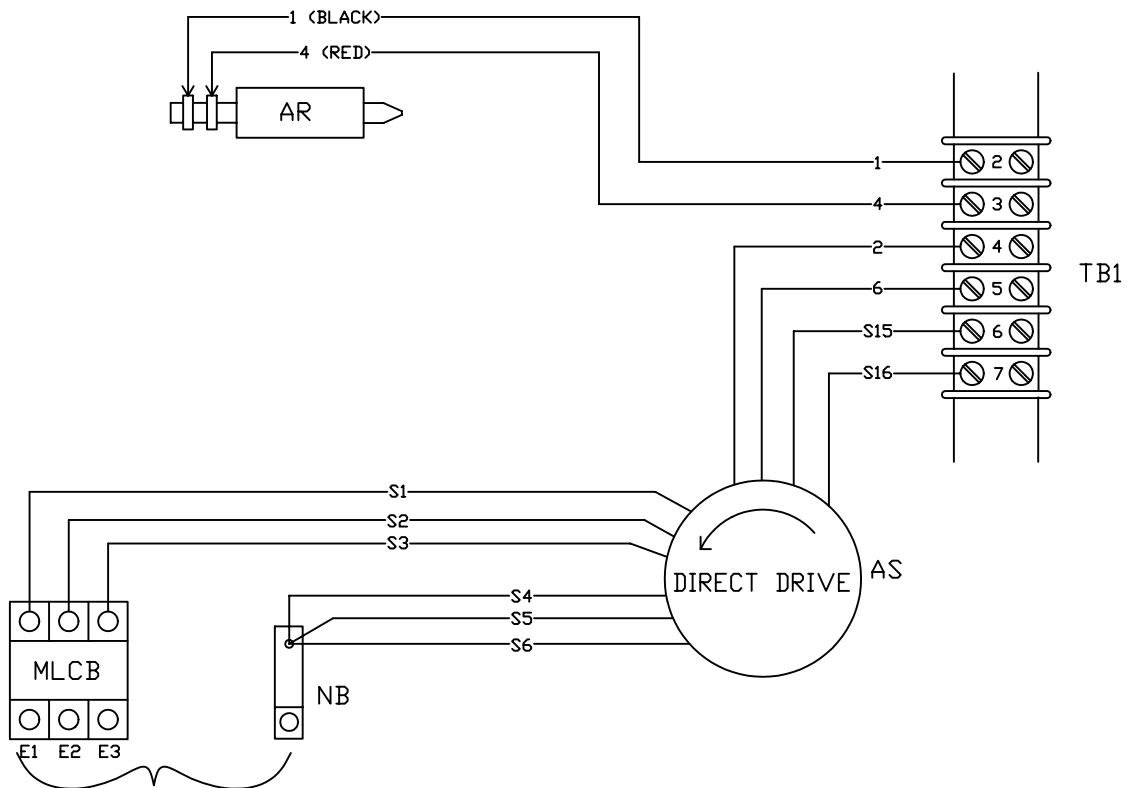 1 (BLACK)
4 (RED)
AR
1
2
4
3
2
4
TB1
6
5
S15
6
S16
7
S1
S2
S3
AS
DIRECT DRIVE
S4
S5
S6
MLCB
NB
E1 E2 E3